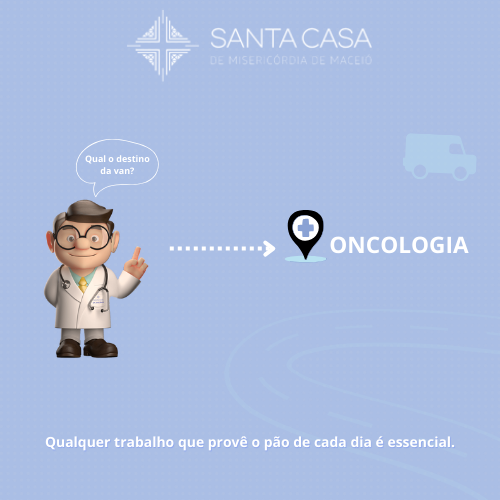 SANTA CASA
DE MISERICÓRDIA DE MACEIÓ
Qual o destino
da van?
ONCOLOGIA
Qualquer trabalho que provê o pão de cada dia é essencial.